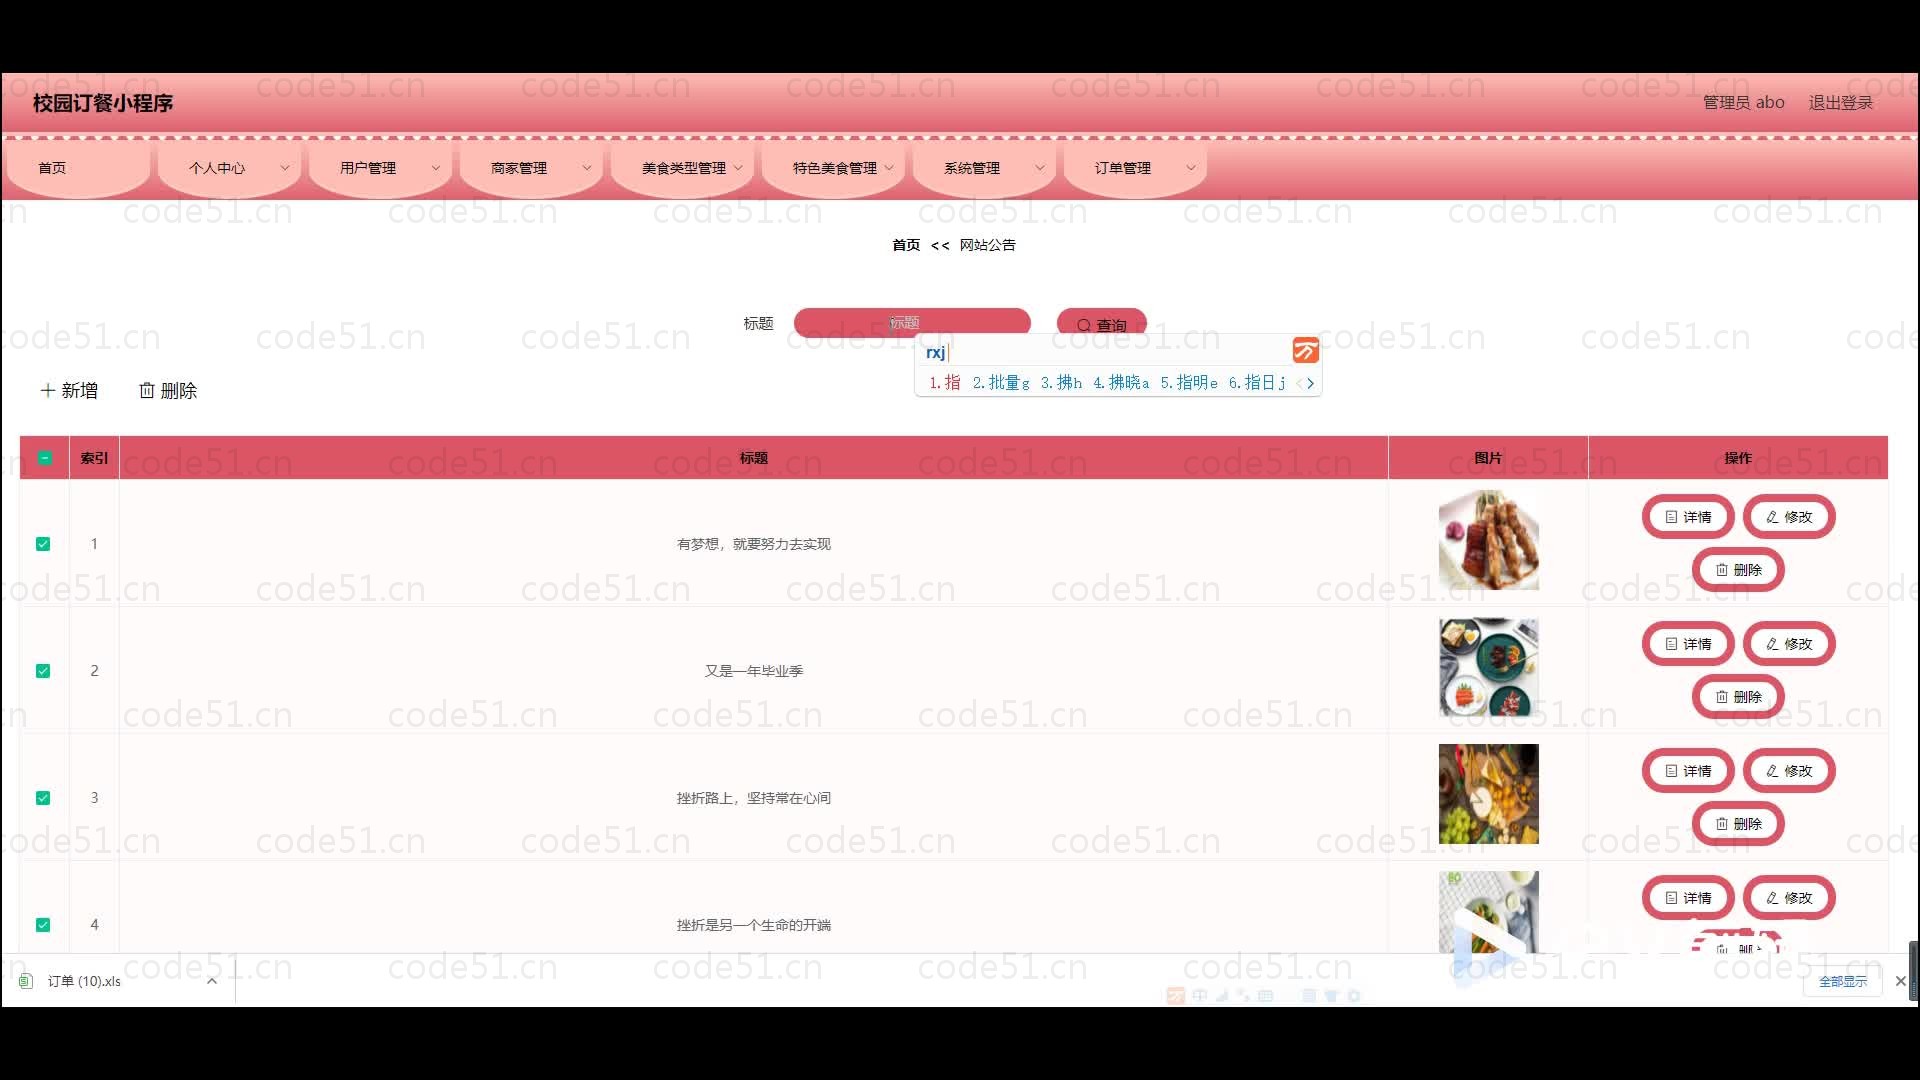 校园订餐小程序
管理员 abo 退出登录
首页 个人中心 用户管理 商家管理 美食类型管理 特色美食管理 系统管理 订单管理
首页 << 网站公告
标题 标题 查询
rxj
1.指 2.批量g 3.拂h 4.拂晓a 5.指明e 6.指日j
新增 删除
索引 标题 图片 操作
1 有梦想，就要努力去实现 详情 修改
删除
2 又是一年毕业季 详情 修改
删除
3 挫折路上，坚持常在心间 详情 修改
删除
4 挫折是另一个生命的开端 详情 修改
删除
订单 (10).xls 全部显示
code51.cn